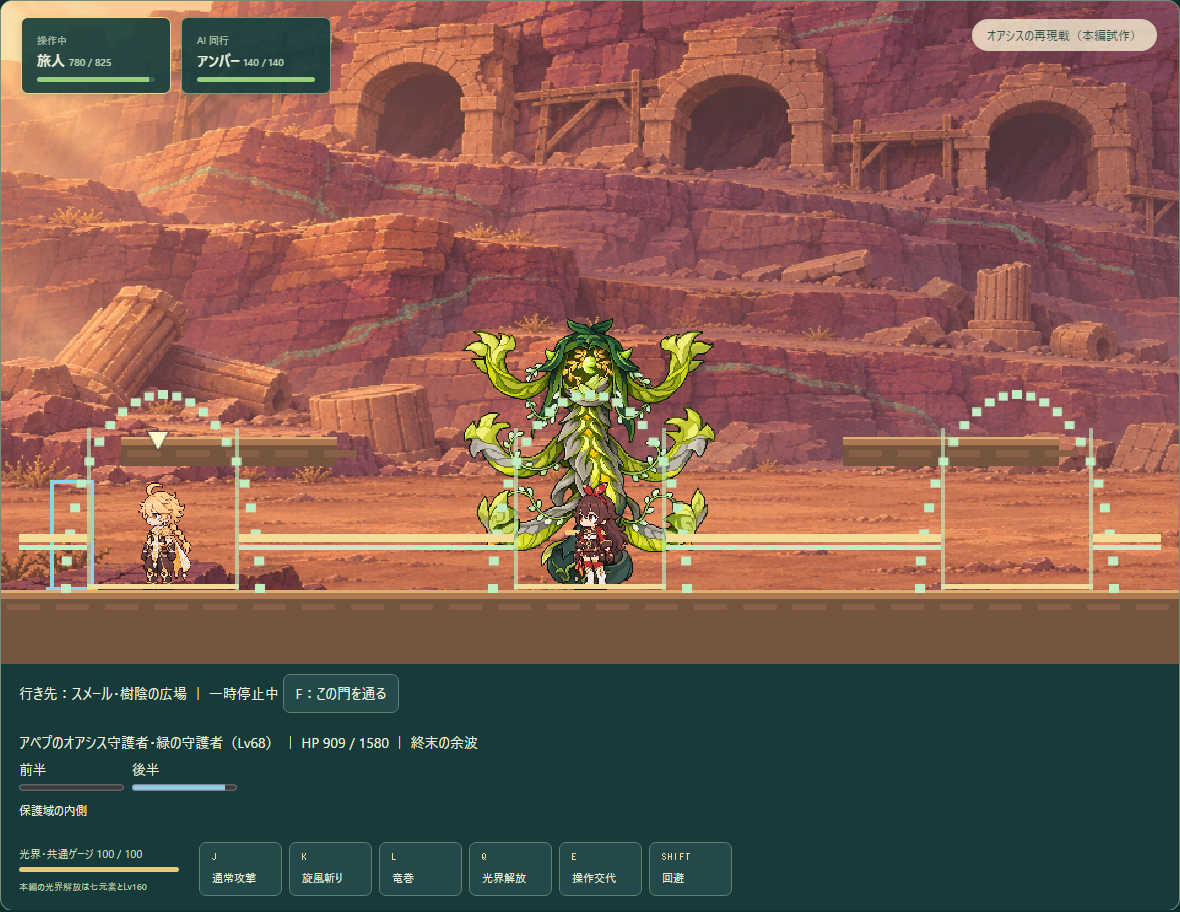 操作中
旅人 780 / 825
AI 同行
アンバー 140 / 140
オアシスの再現戦（本編試作）
行き先：スメール･樹陰の広場 ｜ 一時停止中
F：この門を通る
アペプのオアシス守護者･緑の守護者（Lv68） ｜ HP 909 / 1580 ｜ 終末の余波
前半
後半
保護域の内側
光界･共通ゲージ 100 / 100
本編の光界解放は七元素とLv160
J
通常攻撃
K
旋風斬り
L
竜巻
Q
光界解放
E
操作交代
SHIFT
回避